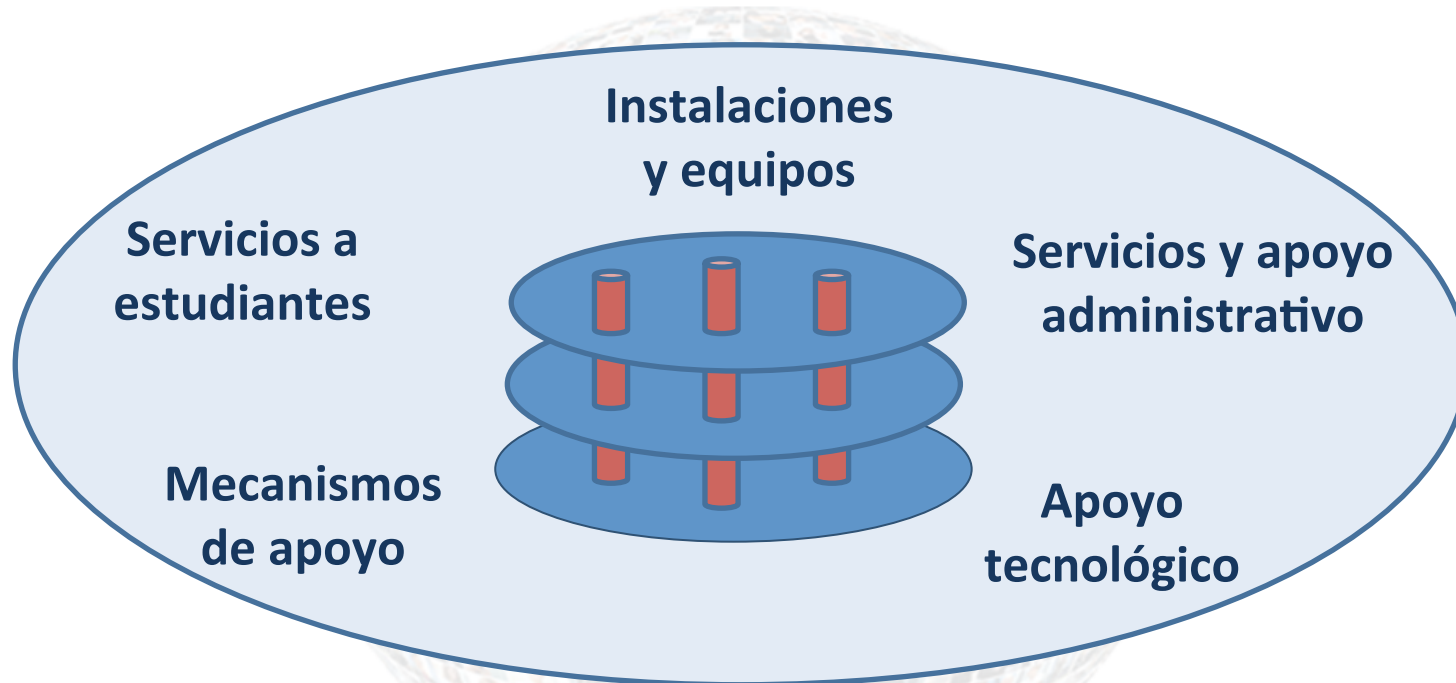 Instalaciones
y equipos
Servicios a
estudiantes
Servicios y apoyo
administrativo
Mecanismos
de apoyo
Apoyo
tecnológico